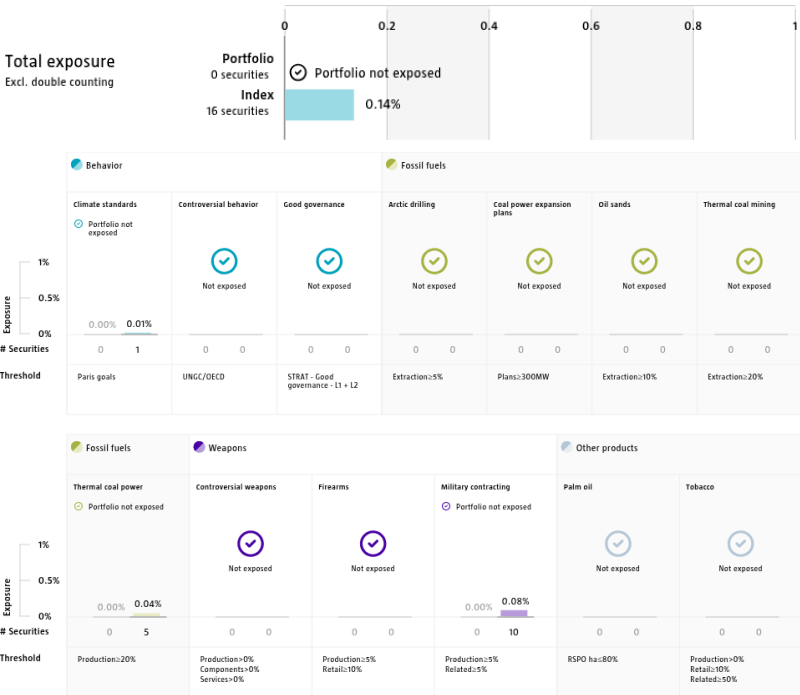 0 0.2 0.4 0.6 0.8 1
Total exposure
Excl. double counting
Portfolio
0 securities
Portfolio not exposed
Index
16 securities
0.14%
Behavior
Fossil fuels
Climate standards
Controversial behavior
Good governance
Arctic drilling
Coal power expansion
plans
Oil sands
Thermal coal mining
Portfolio not
exposed
Not exposed
Not exposed
Not exposed
Not exposed
Not exposed
Not exposed
Exposure
1%
0.5%
0%
0.00% 0.01%
# Securities
0 1
0 0
0 0
0 0
0 0
0 0
0 0
Threshold
Paris goals
UNGC/OECD
STRAT - Good
governance - L1 + L2
Extraction≥5%
Plans≥300MW
Extraction≥10%
Extraction≥20%
Fossil fuels
Weapons
Other products
Thermal coal power
Controversial weapons
Firearms
Military contracting
Palm oil
Tobacco
Portfolio not exposed
Portfolio not exposed
Not exposed
Not exposed
Not exposed
Not exposed
Exposure
1%
0.5%
0%
0.00% 0.04%
0.00% 0.08%
# Securities
0 5
0 0
0 0
0 10
0 0
0 0
Threshold
Production≥20%
Production>0%
Components>0%
Services>0%
Production≥5%
Retail≥10%
Production≥5%
Related≥5%
RSPO ha≤80%
Production>0%
Retail≥10%
Related≥50%